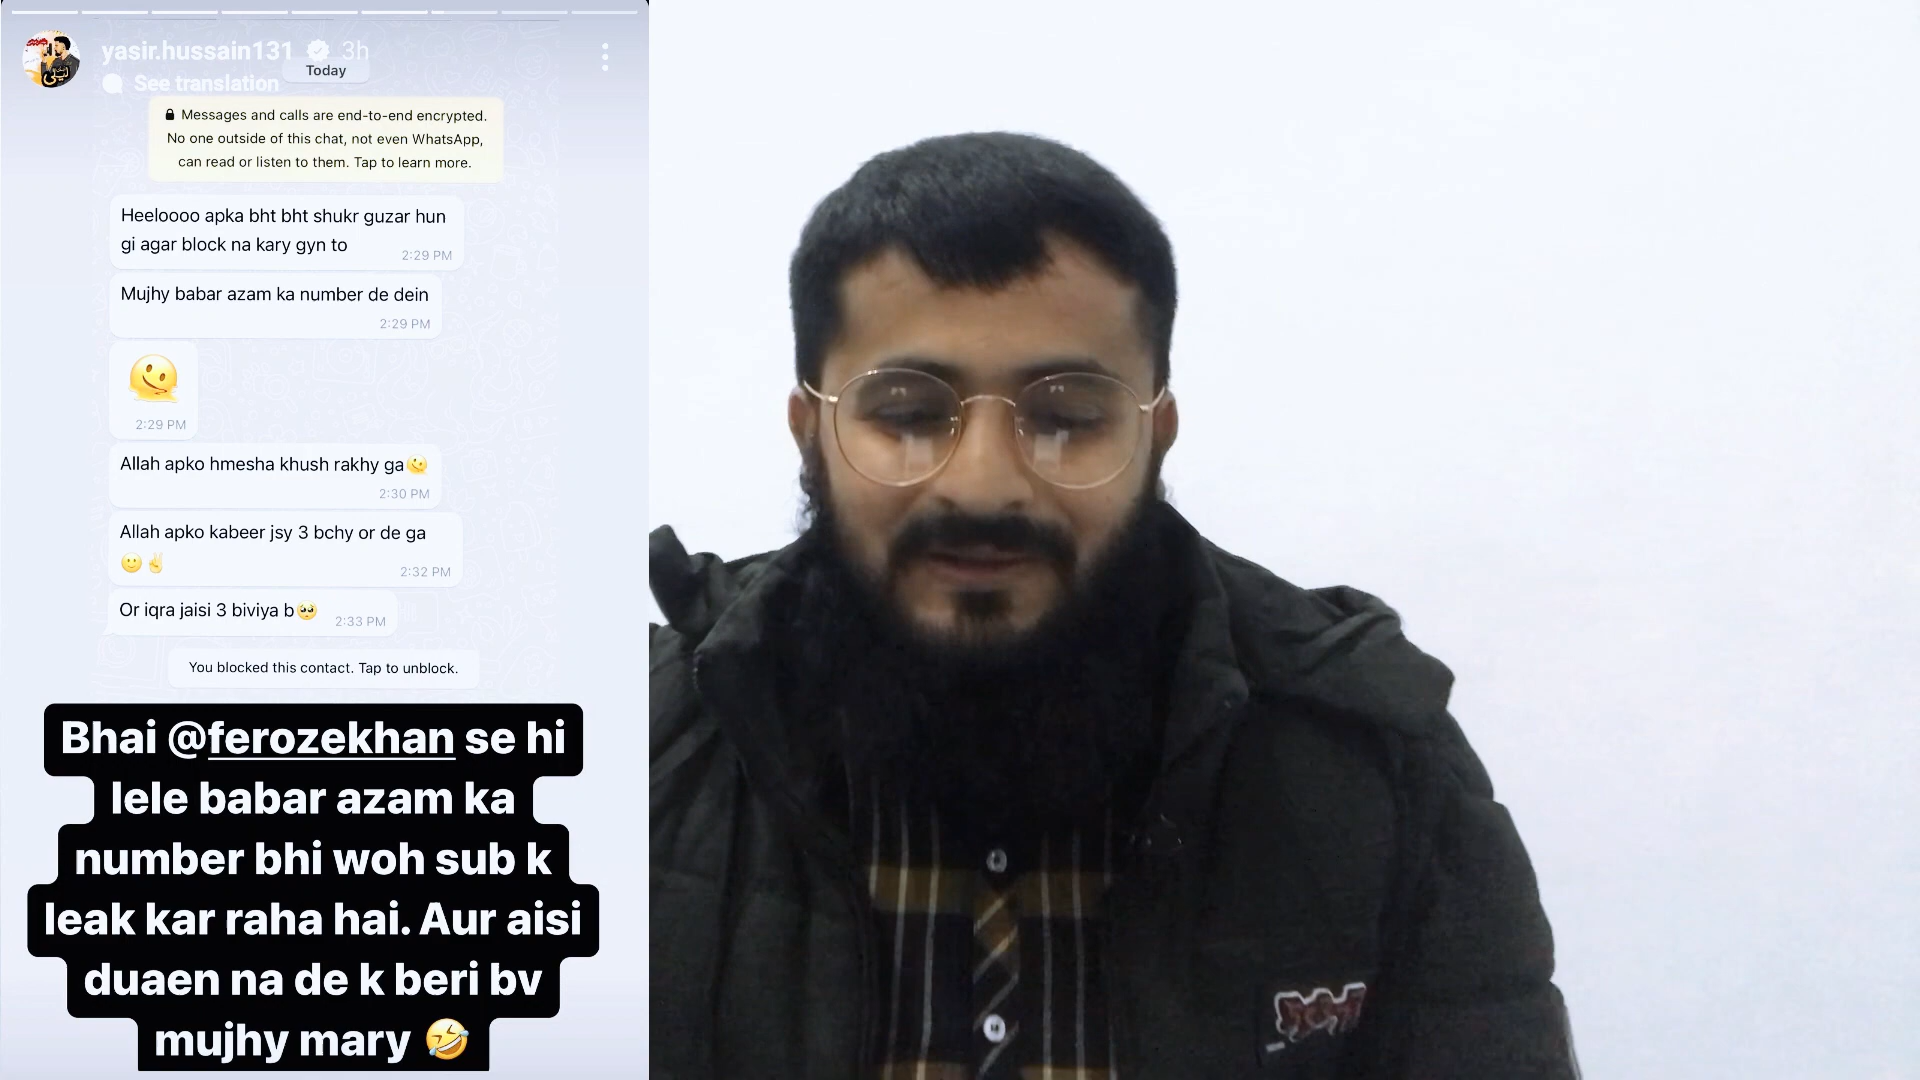 yasir.hussain131 3h
See translation
Today
Messages and calls are end-to-end encrypted.
No one outside of this chat, not even WhatsApp,
can read or listen to them. Tap to learn more.
Heeloooo apka bht bht shukr guzar hun
gi agar block na kary gyn to
2:29 PM
Mujhy babar azam ka number de dein
2:29 PM
🫠
2:29 PM
Allah apko hmesha khush rakhy ga🫠
2:30 PM
Allah apko kabeer jsy 3 bchy or de ga
🙂✌️
2:32 PM
Or iqra jaisi 3 biviya b🥺 2:33 PM
You blocked this contact. Tap to unblock.
Bhai @ferozekhan se hi
lele babar azam ka
number bhi woh sub k
leak kar raha hai. Aur aisi
duaen na de k beri bv
mujhy mary 🤣